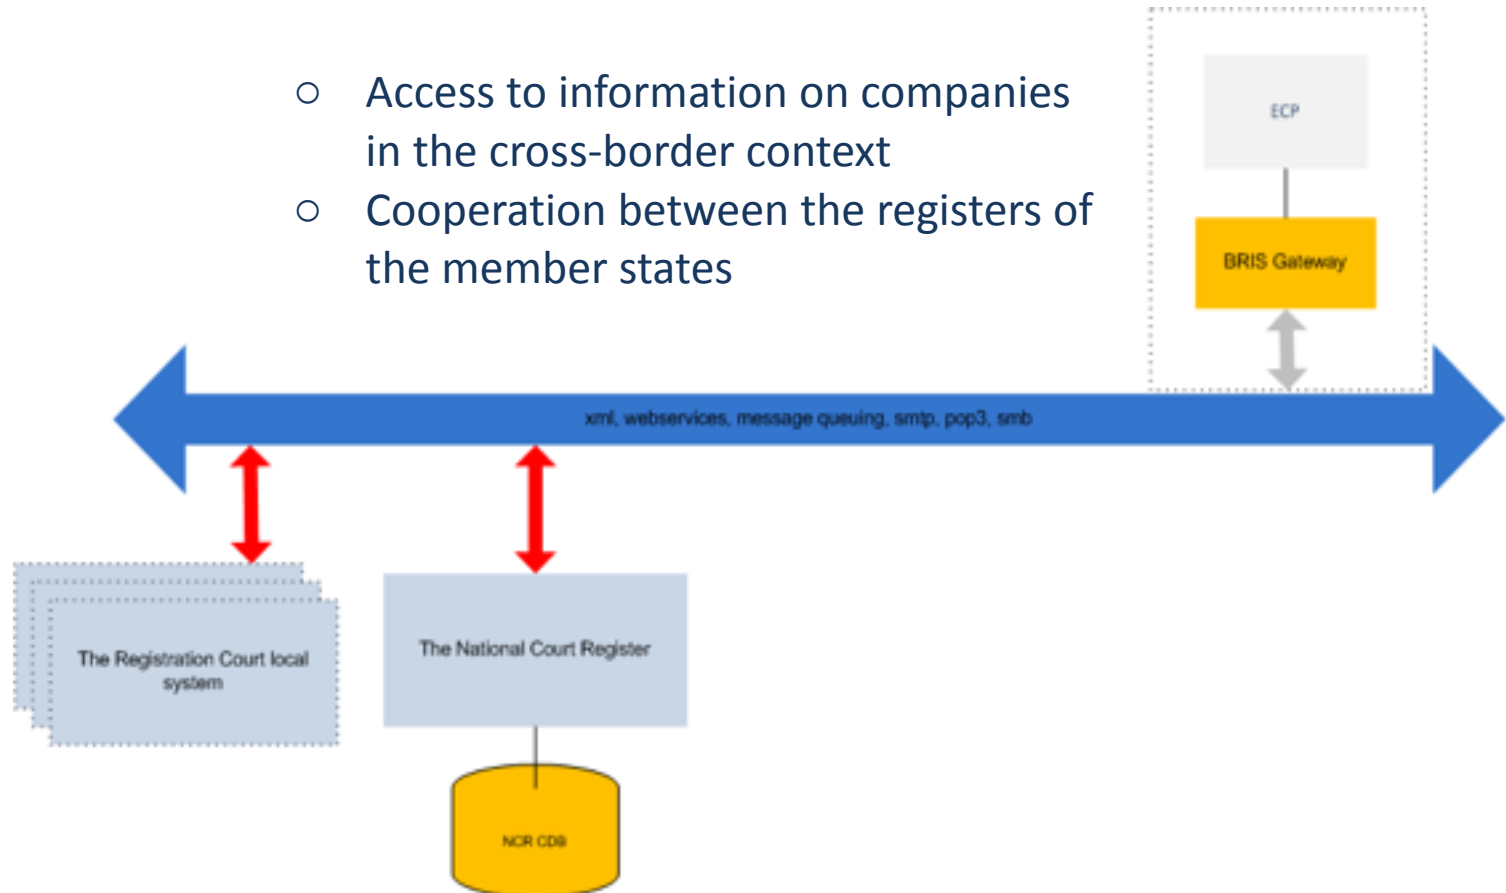 ○ Access to information on companies
in the cross-border context
○ Cooperation between the registers of
the member states
ECP
BRIS Gateway
xml, webservices, message queuing, smtp, pop3, smb
The Registration Court local
system
The National Court Register
NCR CDB